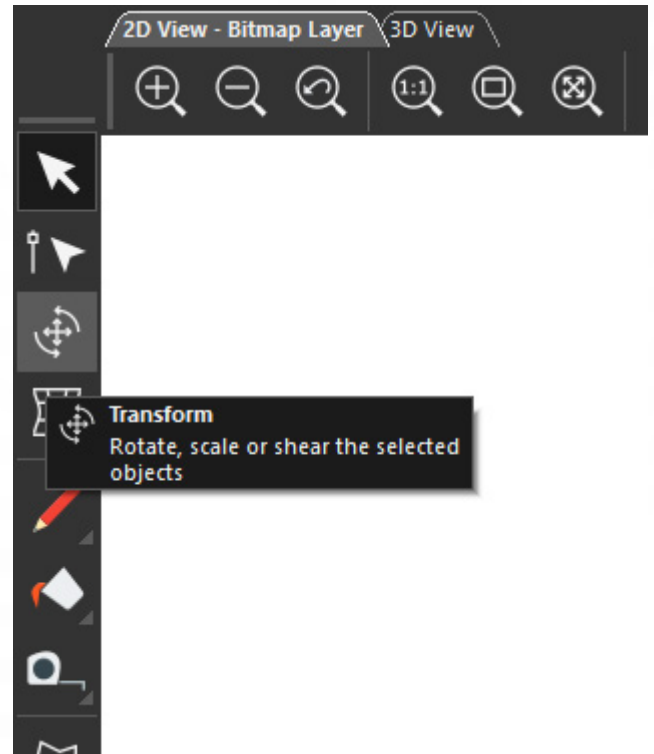 2D View - Bitmap Layer 3D View
1:1
Transform
Rotate, scale or shear the selected
objects